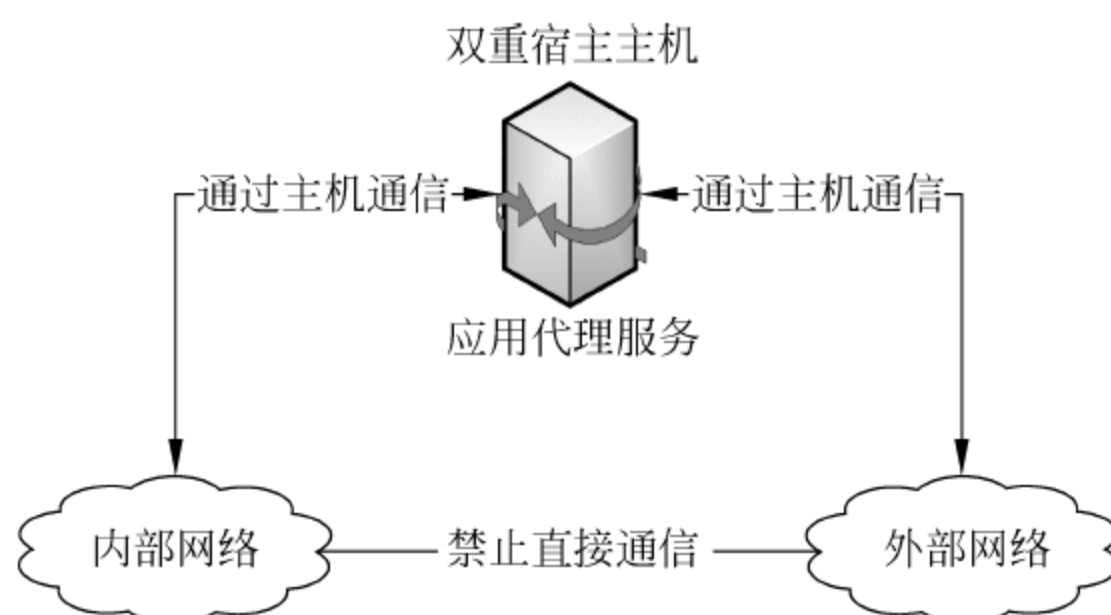 双重宿主主机
通过主机通信
通过主机通信
应用代理服务
内部网络
禁止直接通信
外部网络